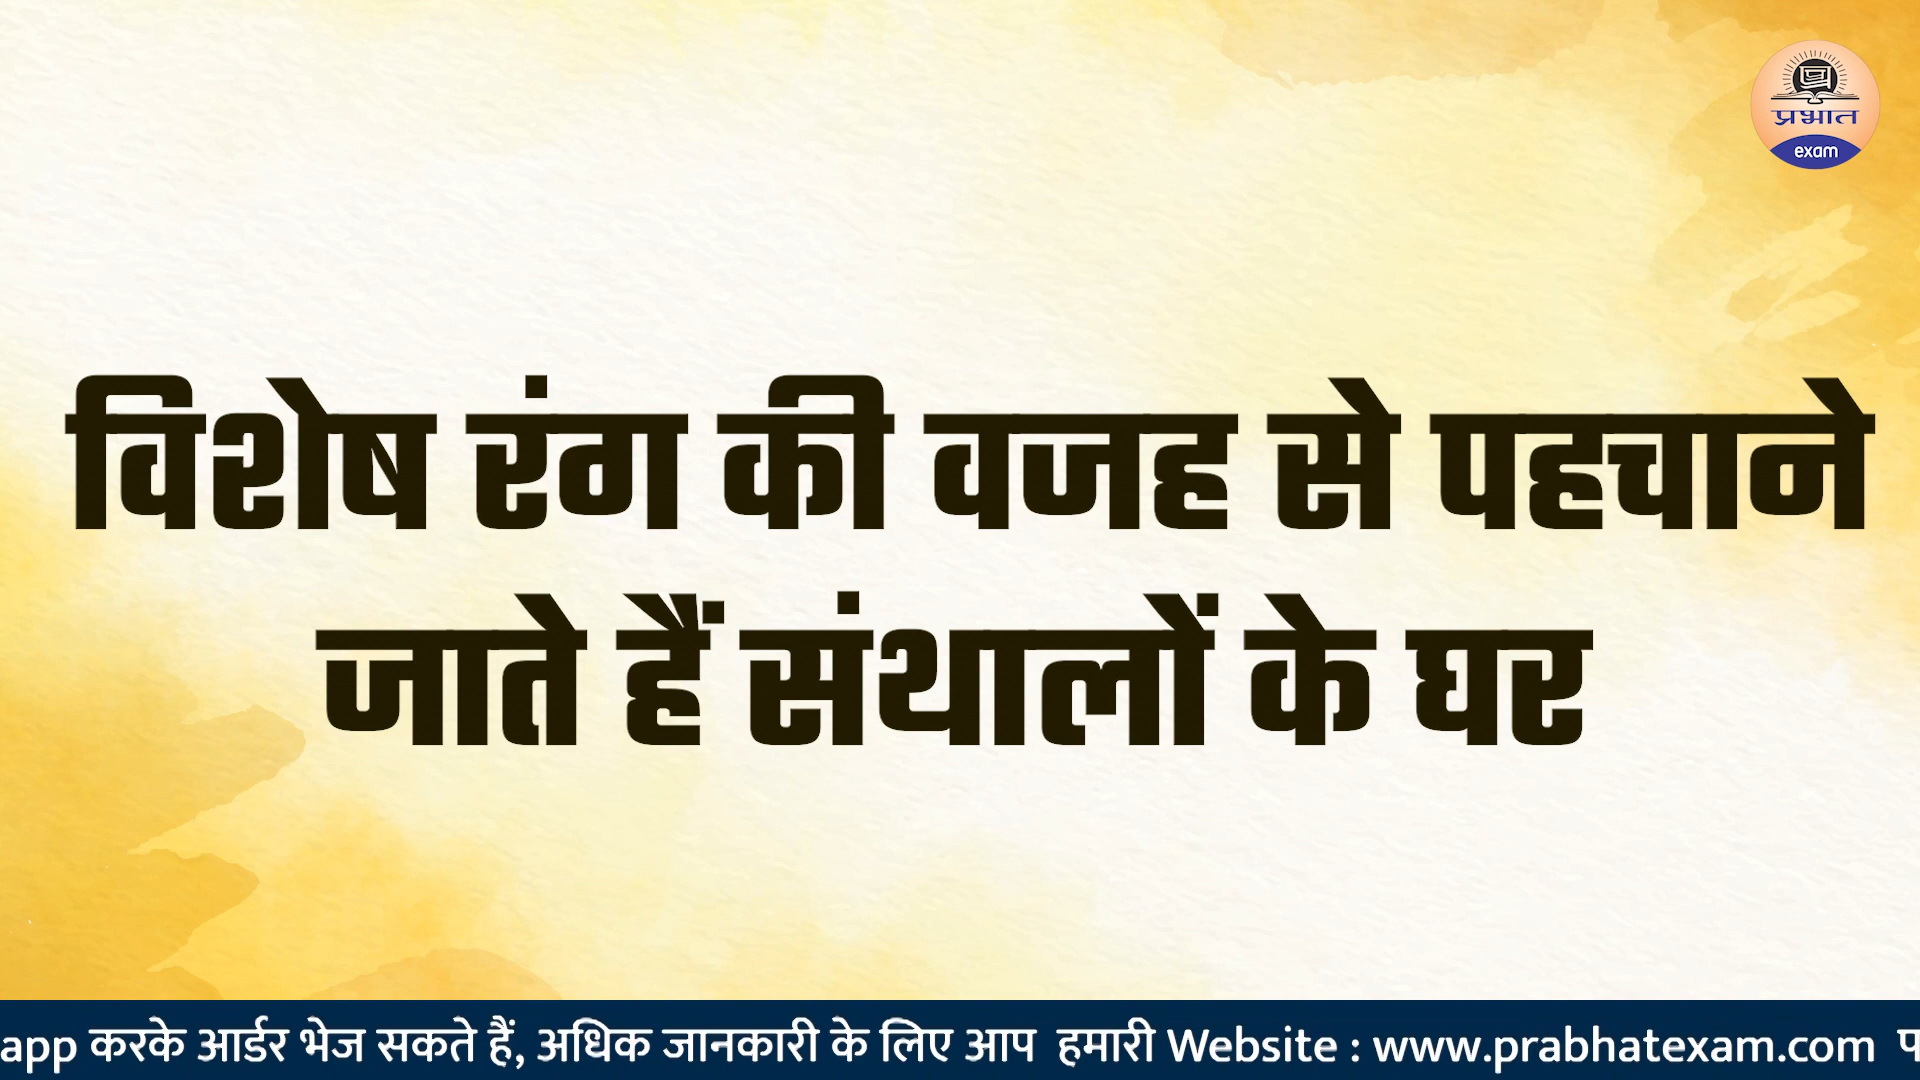 प्रभात
exam
विशेष रंग की वजह से पहचाने
जाते हैं संथालों के घर
app करके आर्डर भेज सकते हैं, अधिक जानकारी के लिए आप हमारी Website : www.prabhatexam.com प